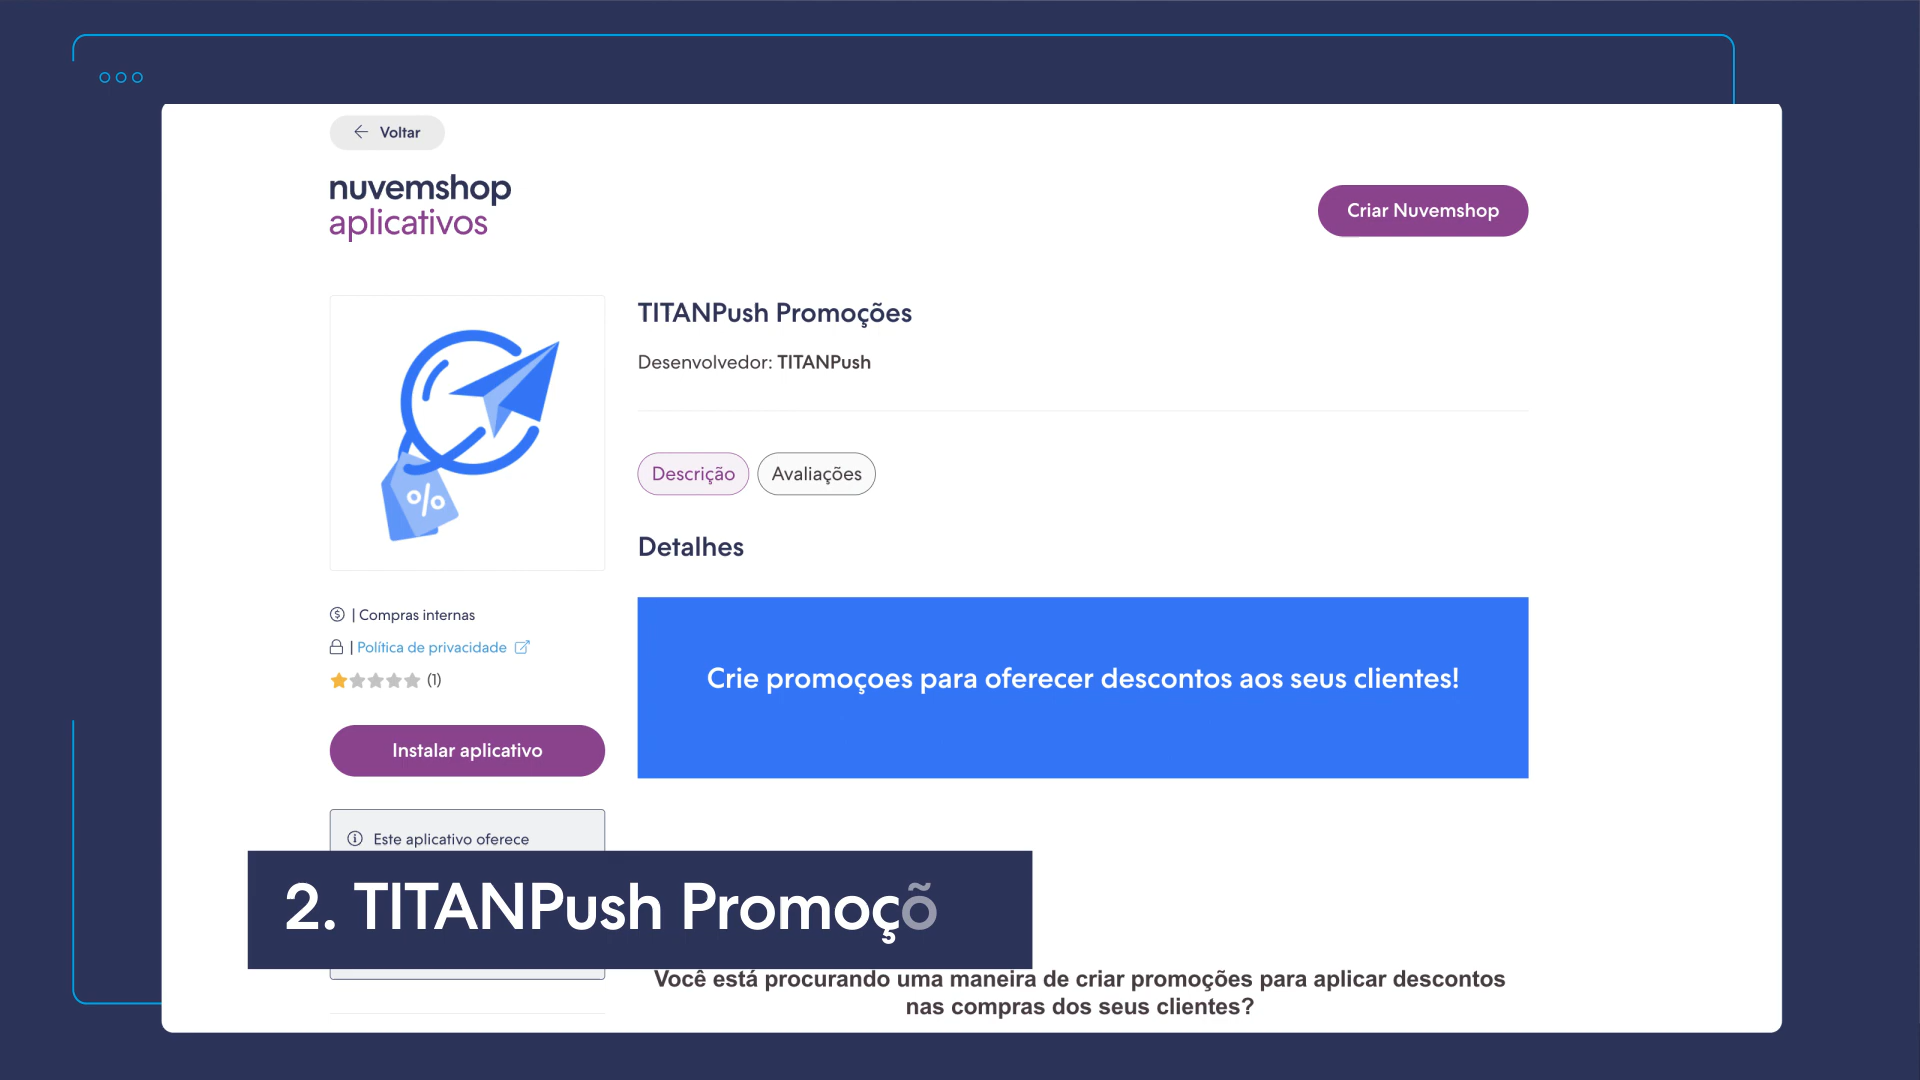 Voltar
nuvemshop
aplicativos
Criar Nuvemshop
TITANPush Promoções
Desenvolvedor: TITANPush
Descrição
Avaliações
Detalhes
%
$ | Compras internas
| Política de privacidade
(1)
Crie promoçoes para oferecer descontos aos seus clientes!
Instalar aplicativo
Este aplicativo oferece
2. TITANPush Promoçõ
Você está procurando uma maneira de criar promoções para aplicar descontos
nas compras dos seus clientes?